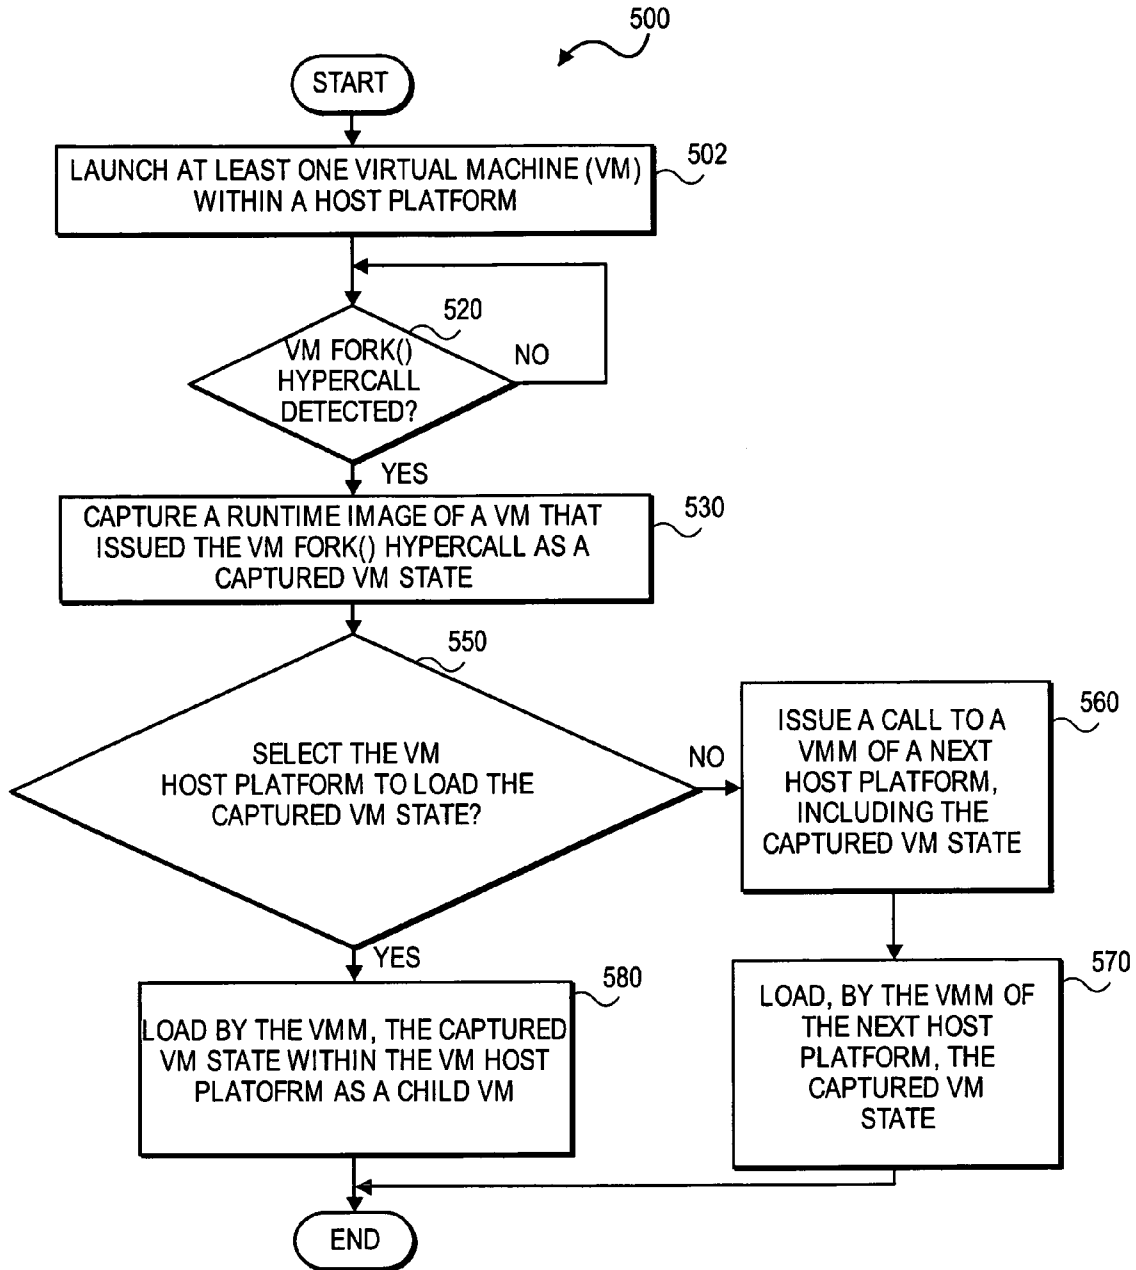 500
START
LAUNCH AT LEAST ONE VIRTUAL MACHINE (VM)
WITHIN A HOST PLATFORM
502
520
VM FORK()
HYPERCALL
DETECTED?
NO
YES
CAPTURE A RUNTIME IMAGE OF A VM THAT
ISSUED THE VM FORK() HYPERCALL AS A
CAPTURED VM STATE
530
550
SELECT THE VM
HOST PLATFORM TO LOAD THE
CAPTURED VM STATE?
NO
ISSUE A CALL TO A
VMM OF A NEXT
HOST PLATFORM,
INCLUDING THE
CAPTURED VM STATE
560
YES
LOAD BY THE VMM, THE CAPTURED
VM STATE WITHIN THE VM HOST
PLATOFRM AS A CHILD VM
580
LOAD, BY THE VMM OF
THE NEXT HOST
PLATFORM, THE
CAPTURED VM
STATE
570
END